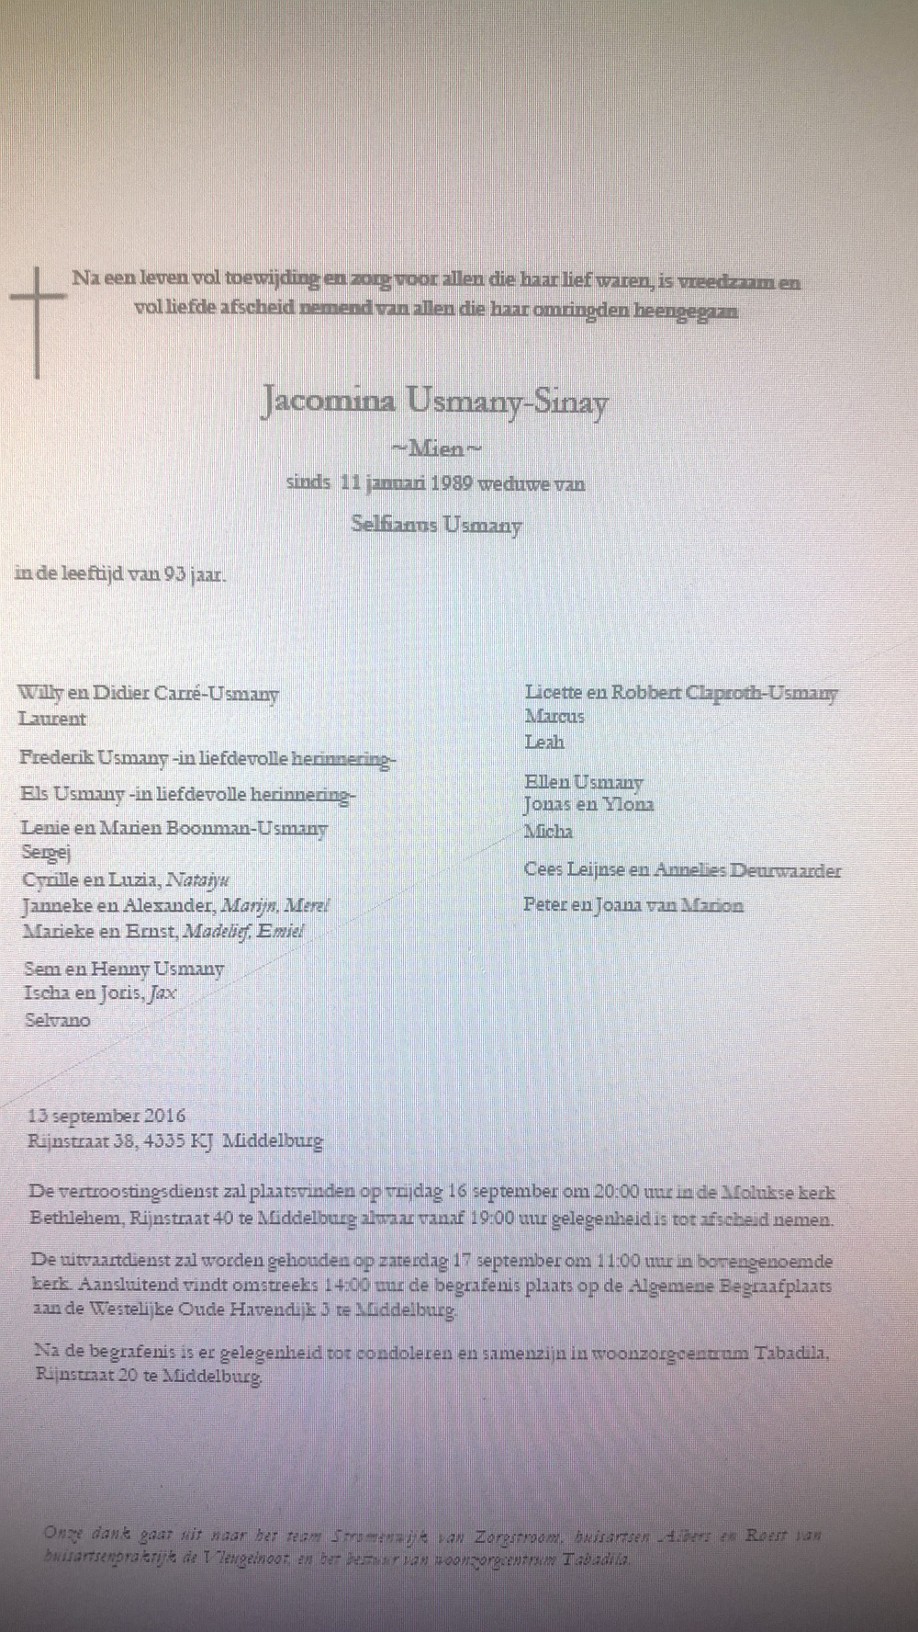 Na een leven vol toewijding en zorg voor allen die haar lief waren, is vreedzaam en
vol liefde afscheid nemend van allen die haar omringden heengegaan
Jacomina Usmany-Sinay
~Mien~
sinds 11 januari 1989 weduwe van
Selfianus Usmany
in de leeftijd van 93 jaar.
Willy en Didier Carré-Usmany
Laurent
Frederik Usmany -in liefdevolle herinnering-
Els Usmany -in liefdevolle herinnering-
Lenie en Marien Boonman-Usmany
Sergej
Cyrille en Luzia, Nataiyu
Janneke en Alexander, Marijn, Merel
Marieke en Ernst, Madelief, Emiel
Sem en Henny Usmany
Ischa en Joris, Jax
Selvano
Licette en Robbert Claproth-Usmany
Marcus
Leah
Ellen Usmany
Jonas en Ylona
Micha
Cees Leijnse en Annelies Deurwaarder
Peter en Joana van Marion
13 september 2016
Rijnstraat 38, 4335 KJ Middelburg
De vertroostingsdienst zal plaatsvinden op vrijdag 16 september om 20:00 uur in de Molukse kerk
Bethlehem, Rijnstraat 40 te Middelburg alwaar vanaf 19:00 uur gelegenheid is tot afscheid nemen.
De uitvaartdienst zal worden gehouden op zaterdag 17 september om 11:00 uur in bovengenoemde
kerk. Aansluitend vindt omstreeks 14:00 uur de begrafenis plaats op de Algemene Begraafplaats
aan de Westelijke Oude Havendijk 3 te Middelburg.
Na de begrafenis is er gelegenheid tot condoleren en samenzijn in woonzorgcentrum Tabadila,
Rijnstraat 20 te Middelburg.
Onze dank gaat uit naar het team Stromenwijk van Zorgstroom, huisartsen Albers en Roest van
huisartsenpraktijk de Vleugelnoot, en het bestuur van woonzorgcentrum Tabadila.